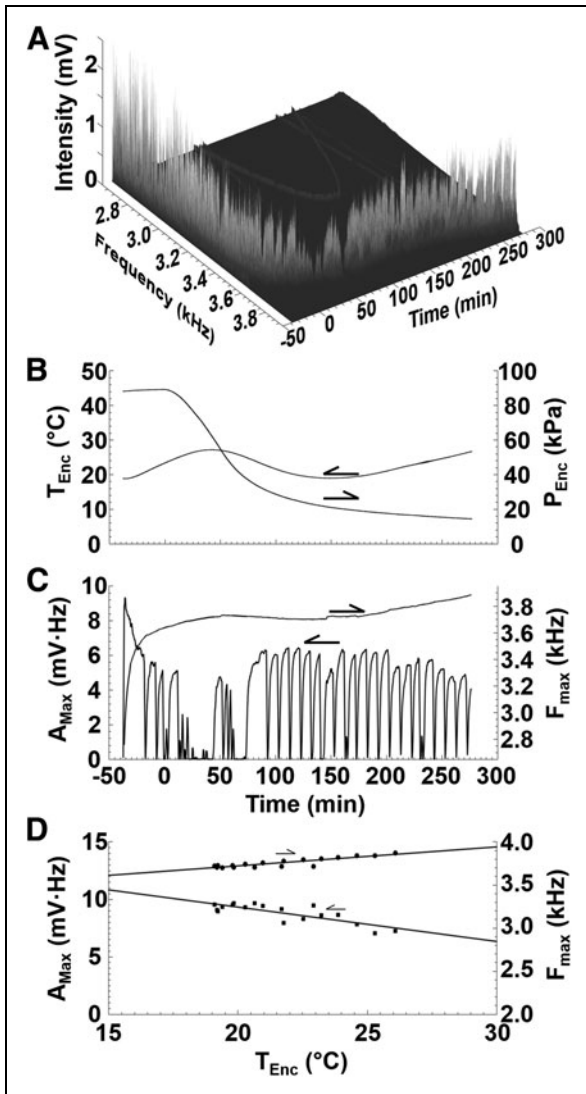 A
Intensity (mV)
2
1
0
2.8
3.0
3.2
3.4
3.6
3.8
Frequency (kHz)
-50
0
50
100
150
200
250
300
Time (min)
B
T_Enc (°C)
50
40
30
20
10
0
100
80
60
40
20
0
P_Enc (kPa)
C
A_Max (mV·Hz)
10
8
6
4
2
0
3.8
3.6
3.4
3.2
3.0
2.8
F_max (kHz)
-50 0 50 100 150 200 250 300
Time (min)
D
A_Max (mV·Hz)
15
10
5
0
4.0
3.5
3.0
2.5
2.0
F_max (kHz)
15 20 25 30
T_Enc (°C)